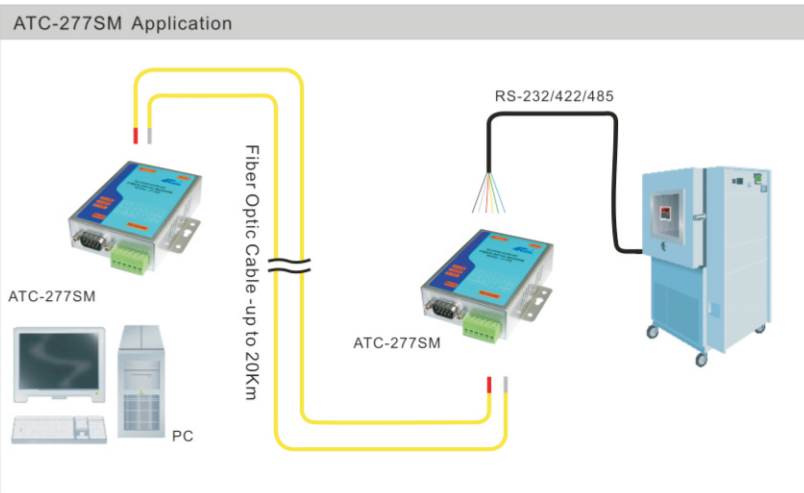 ATC-277SM Application
RS-232/422/485
Fiber Optic Cable -up to 20Km
ATC-277SM
ATC-277SM
PC